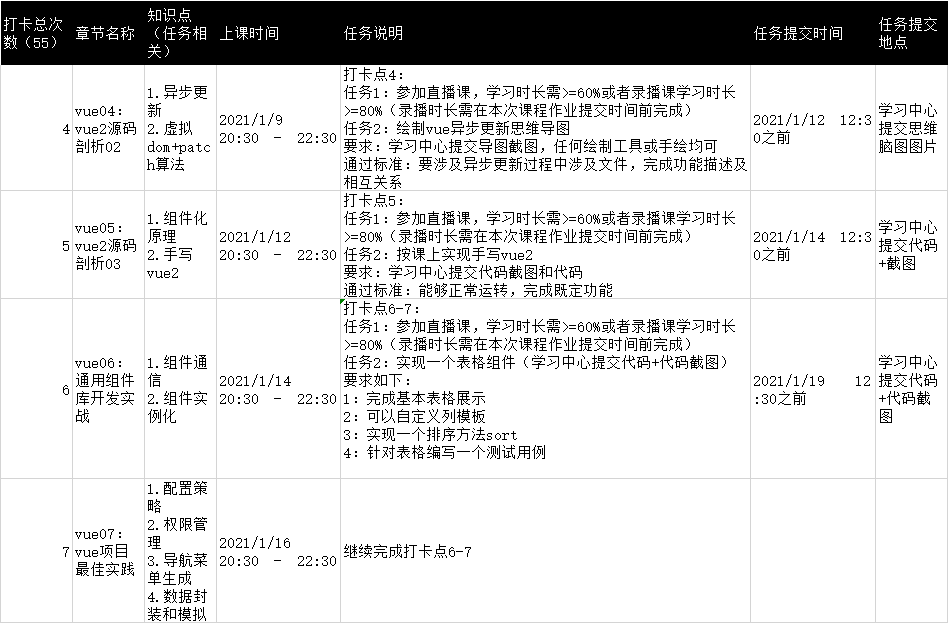 打卡总次
数（55）
章节名称
知识点
（任务相
关）
上课时间
任务说明
任务提交时间
任务提交
地点
4
vue04：
vue2源码
剖析02
1.异步更
新
2.虚拟
dom+patc
h算法
2021/1/9
20:30 - 22:30
打卡点4：
任务1：参加直播课，学习时长需>=60%或者录播课学习时长
>=80%（录播时长需在本次课程作业提交时间前完成）
任务2：绘制vue异步更新思维导图
要求：学习中心提交导图截图，任何绘制工具或手绘均可
通过标准：要涉及异步更新过程中涉及文件，完成功能描述及
相互关系
2021/1/12 12:3
0之前
学习中心
提交思维
脑图图片
5
vue05：
vue2源码
剖析03
1.组件化
原理
2.手写
vue2
2021/1/12
20:30 - 22:30
打卡点5：
任务1：参加直播课，学习时长需>=60%或者录播课学习时长
>=80%（录播时长需在本次课程作业提交时间前完成）
任务2：按课上实现手写vue2
要求：学习中心提交代码截图和代码
通过标准：能够正常运转，完成既定功能
2021/1/14 12:3
0之前
学习中心
提交代码
+截图
6
vue06：
通用组件
库开发实
战
1.组件通
信
2.组件实
例化
2021/1/14
20:30 - 22:30
打卡点6-7：
任务1：参加直播课，学习时长需>=60%或者录播课学习时长
>=80%（录播时长需在本次课程作业提交时间前完成）
任务2：实现一个表格组件（学习中心提交代码+代码截图）
要求如下：
1：完成基本表格展示
2：可以自定义列模板
3：实现一个排序方法sort
4：针对表格编写一个测试用例
2021/1/19 12
:30之前
学习中心
提交代码
+代码截
图
7
vue07：
vue项目
最佳实践
1.配置策
略
2.权限管
理
3.导航菜
单生成
4.数据封
装和模拟
2021/1/16
20:30 - 22:30
继续完成打卡点6-7